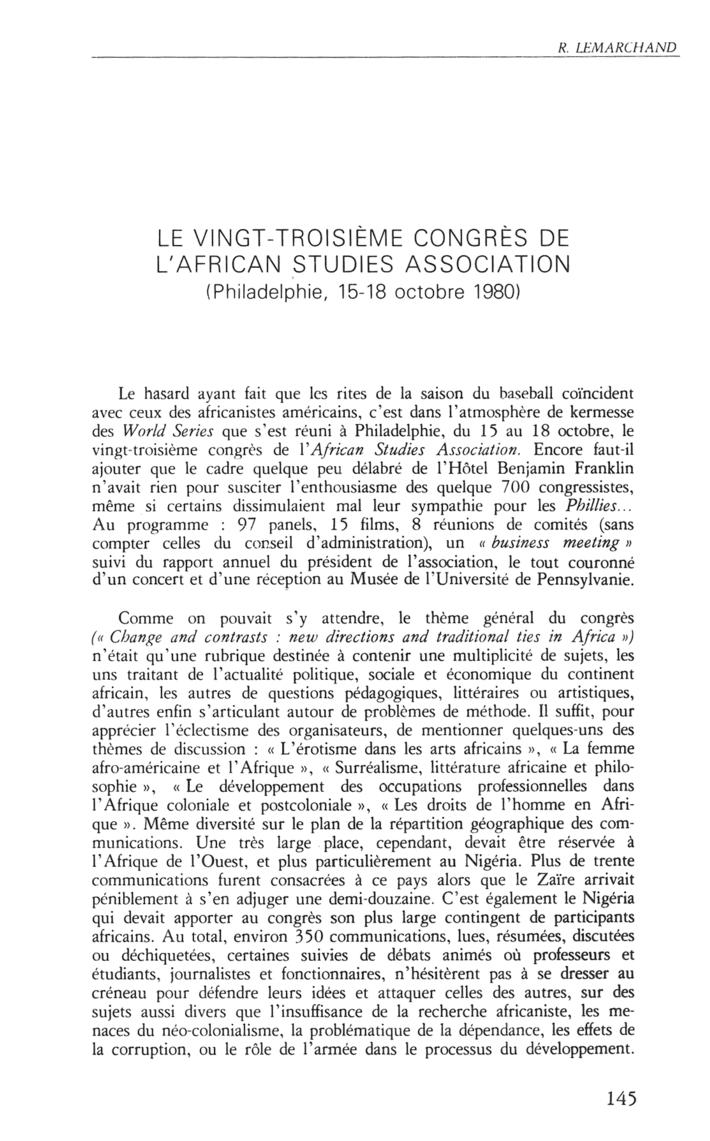 R. LEMARCHAND
LE VINGT-TROISIÈME CONGRÈS DE
L'AFRICAN STUDIES ASSOCIATION
(Philadelphie, 15-18 octobre 1980)
Le hasard ayant fait que les rites de la saison du baseball coïncident
avec ceux des africanistes américains, c'est dans l'atmosphère de kermesse
des World Series que s'est réuni à Philadelphie, du 15 au 18 octobre, le
vingt-troisième congrès de l'African Studies Association. Encore faut-il
ajouter que le cadre quelque peu délabré de l'Hôtel Benjamin Franklin
n'avait rien pour susciter l'enthousiasme des quelque 700 congressistes,
même si certains dissimulaient mal leur sympathie pour les Phillies...
Au programme : 97 panels, 15 films, 8 réunions de comités (sans
compter celles du conseil d'administration), un « business meeting »
suivi du rapport annuel du président de l'association, le tout couronné
d'un concert et d'une réception au Musée de l'Université de Pennsylvanie.
Comme on pouvait s'y attendre, le thème général du congrès
(« Change and contrasts : new directions and traditional ties in Africa »)
n'était qu'une rubrique destinée à contenir une multiplicité de sujets, les
uns traitant de l'actualité politique, sociale et économique du continent
africain, les autres de questions pédagogiques, littéraires ou artistiques,
d'autres enfin s'articulant autour de problèmes de méthode. Il suffit, pour
apprécier l'éclectisme des organisateurs, de mentionner quelques-uns des
thèmes de discussion : « L'érotisme dans les arts africains », « La femme
afro-américaine et l'Afrique », « Surréalisme, littérature africaine et philo-
sophie », « Le développement des occupations professionnelles dans
l'Afrique coloniale et postcoloniale », « Les droits de l'homme en Afri-
que ». Même diversité sur le plan de la répartition géographique des com-
munications. Une très large place, cependant, devait être réservée à
l'Afrique de l'Ouest, et plus particulièrement au Nigéria. Plus de trente
communications furent consacrées à ce pays alors que le Zaïre arrivait
péniblement à s'en adjuger une demi-douzaine. C'est également le Nigéria
qui devait apporter au congrès son plus large contingent de participants
africains. Au total, environ 350 communications, lues, résumées, discutées
ou déchiquetées, certaines suivies de débats animés où professeurs et
étudiants, journalistes et fonctionnaires, n'hésitèrent pas à se dresser au
créneau pour défendre leurs idées et attaquer celles des autres, sur des
sujets aussi divers que l'insuffisance de la recherche africaniste, les me-
naces du néo-colonialisme, la problématique de la dépendance, les effets de
la corruption, ou le rôle de l'armée dans le processus du développement.
145